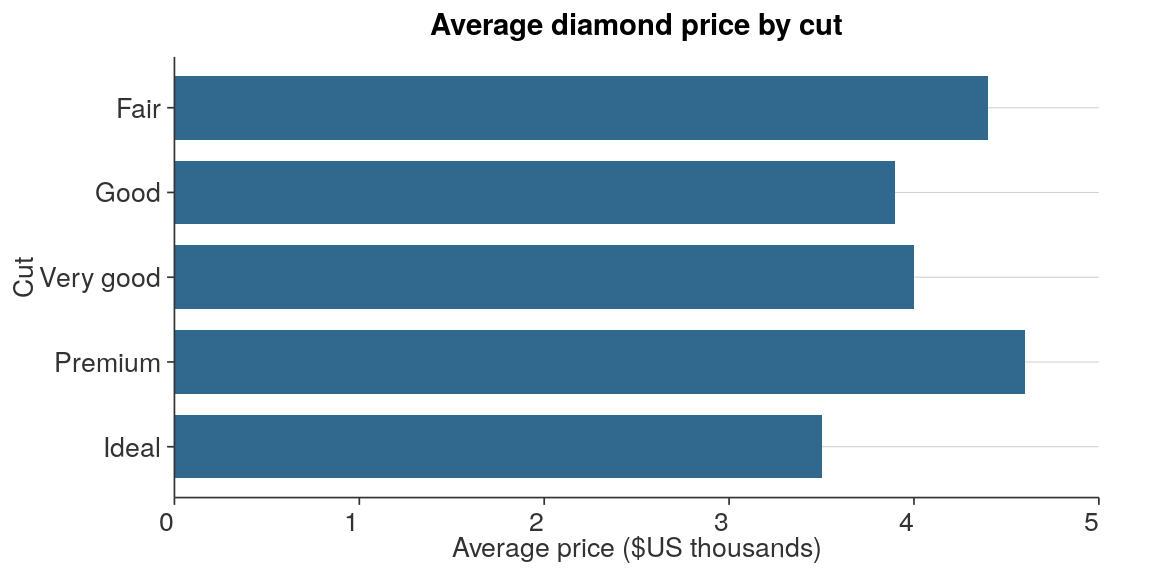 Average diamond price by cut
Cut
Fair
Good
Very good
Premium
Ideal
0 1 2 3 4 5
Average price ($US thousands)